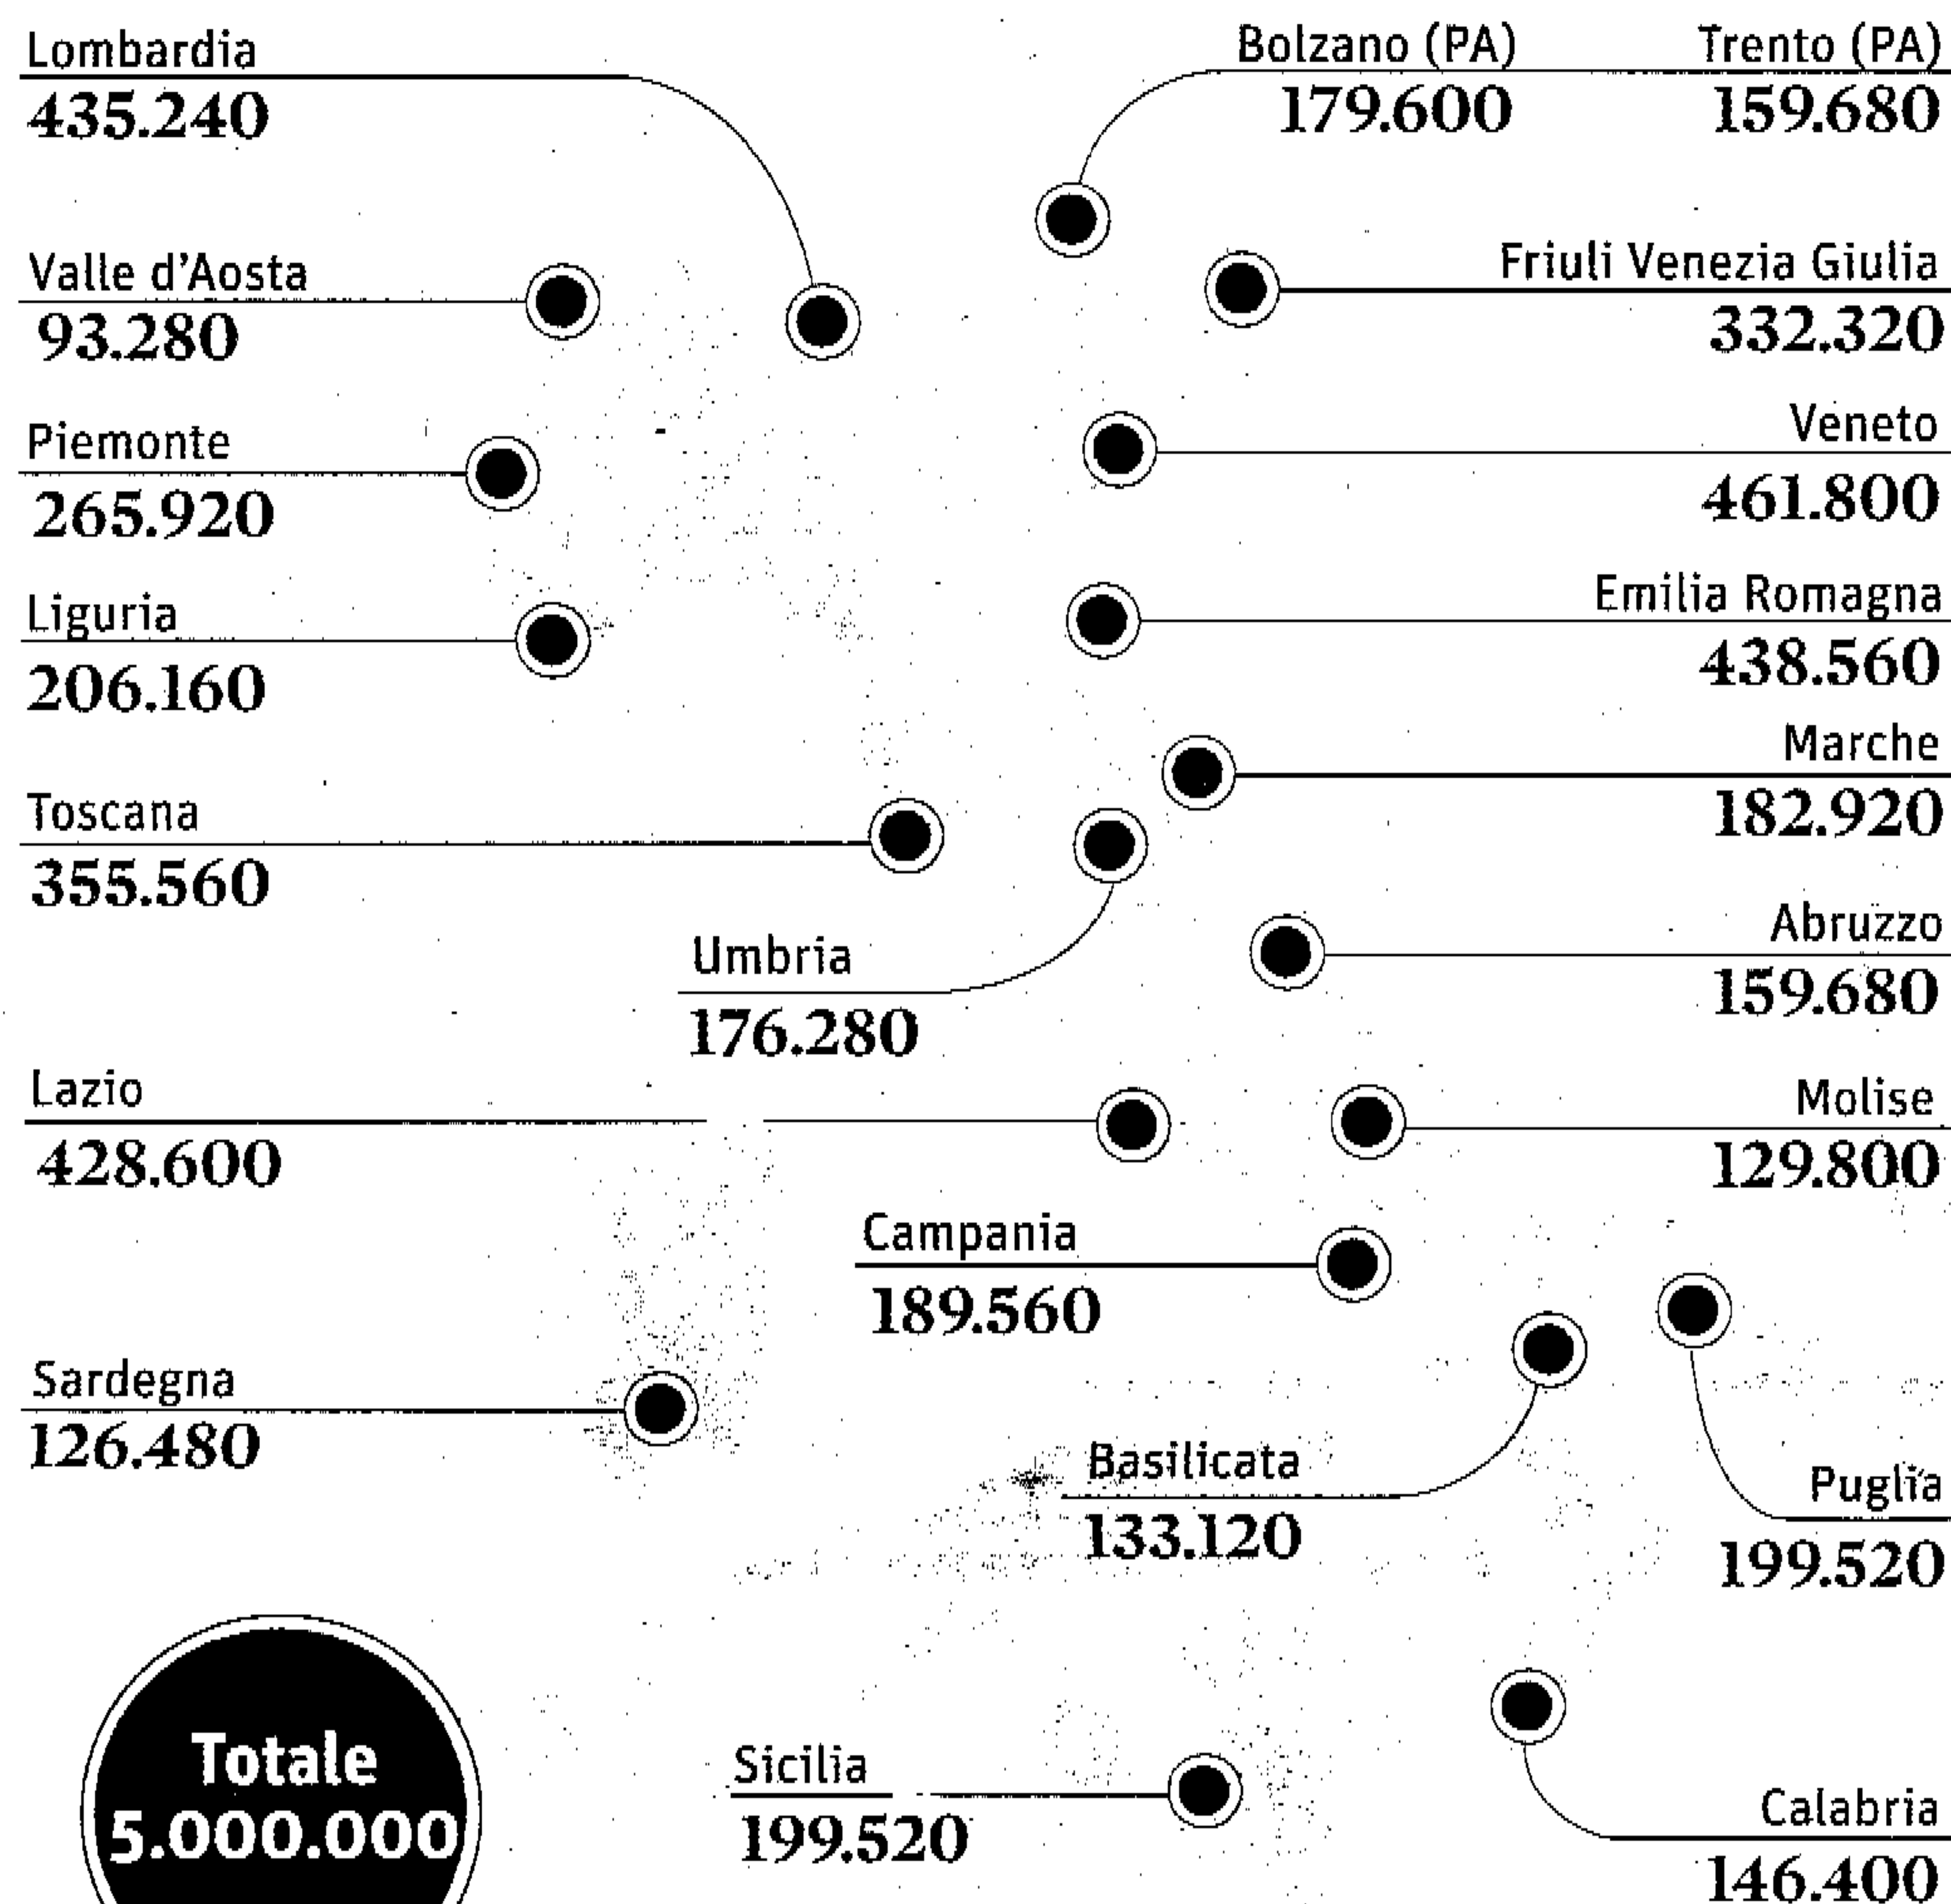 Lombardia
435.240
Bolzano (PA) Trento (PA)
179.600 159.680
Valle d'Aosta
93.280
Friuli Venezia Giulia
332.320
Piemonte
265.920
Veneto
461.800
Liguria
206.160
Emilia Romagna
438.560
Marche
182.920
Toscana
355.560
Umbria
176.280
Abruzzo
159.680
Lazio
428.600
Molise
129.800
Campania
189.560
Sardegna
126.480
Basilicata
133.120
Puglia
199.520
Totale
5.000.000
Sicilia
199.520
Calabria
146.400